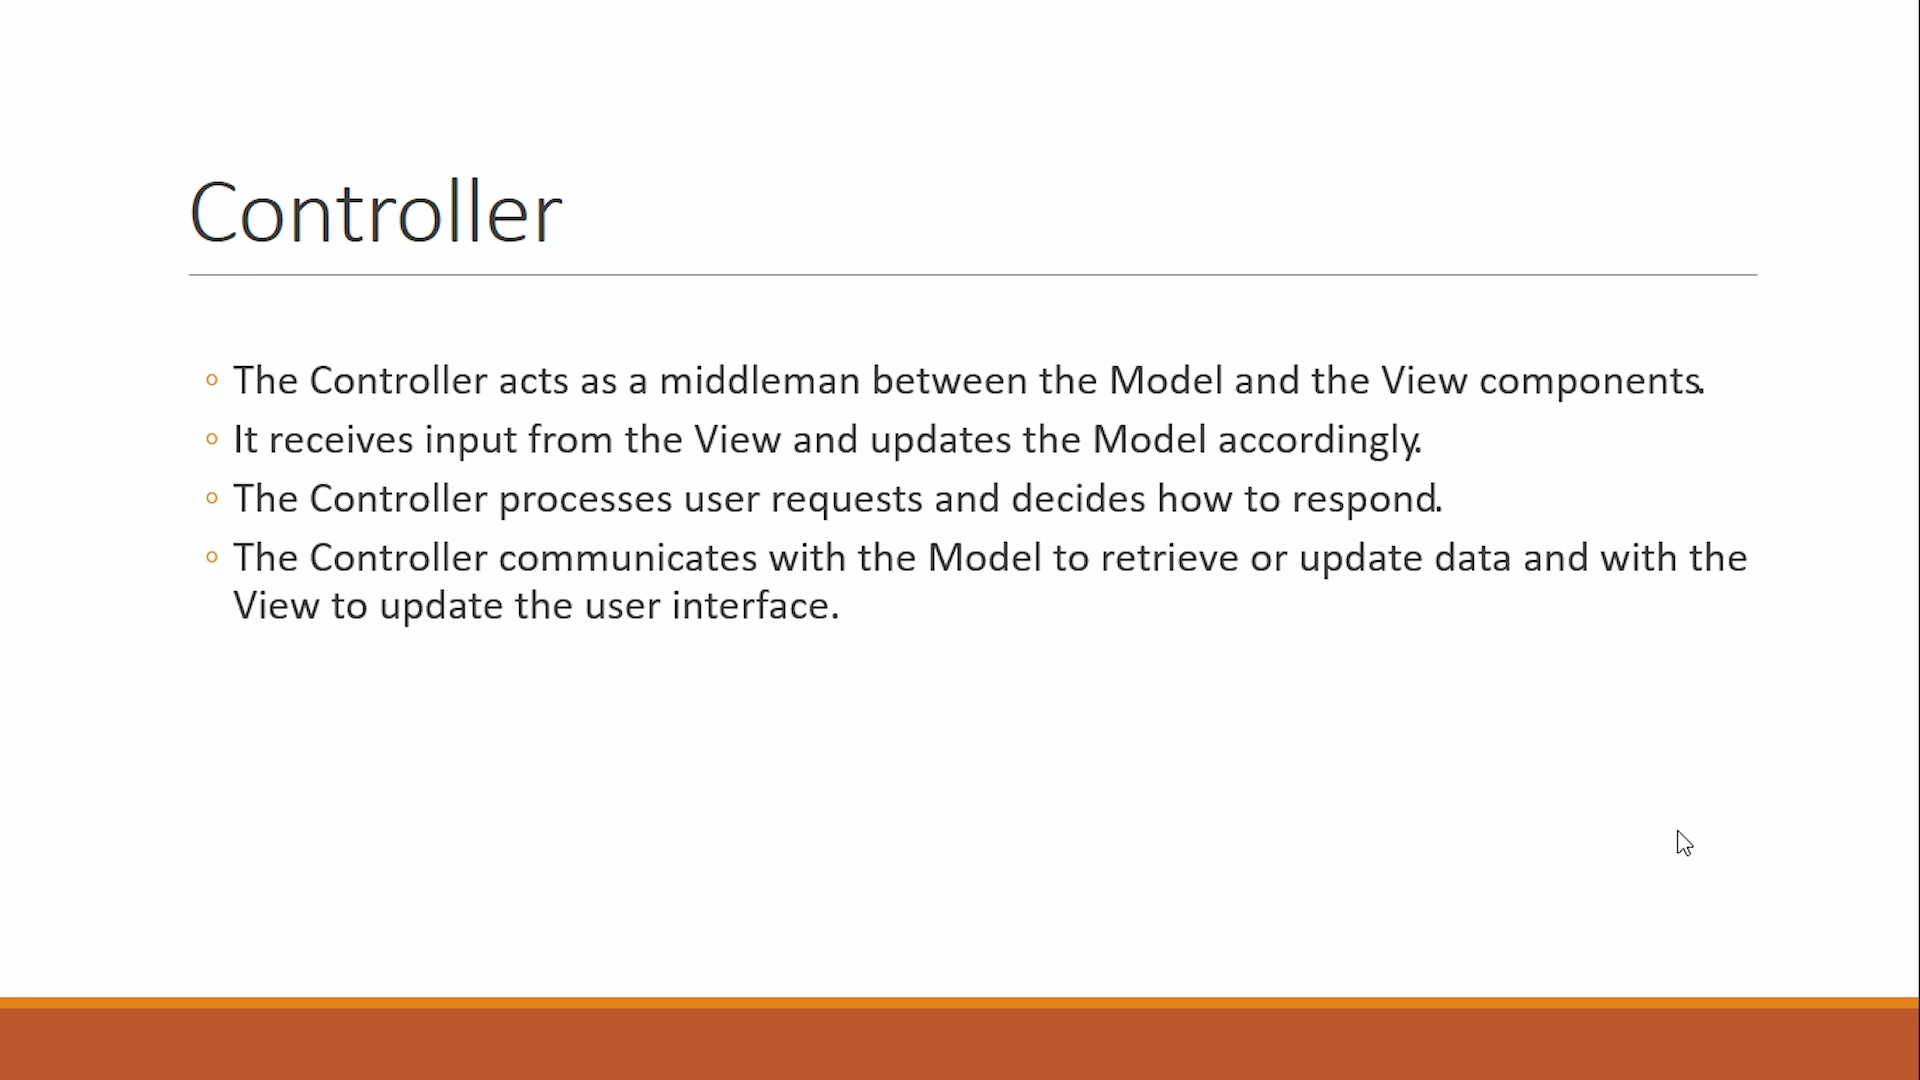 Controller
◦ The Controller acts as a middleman between the Model and the View components.
◦ It receives input from the View and updates the Model accordingly.
◦ The Controller processes user requests and decides how to respond.
◦ The Controller communicates with the Model to retrieve or update data and with the
View to update the user interface.